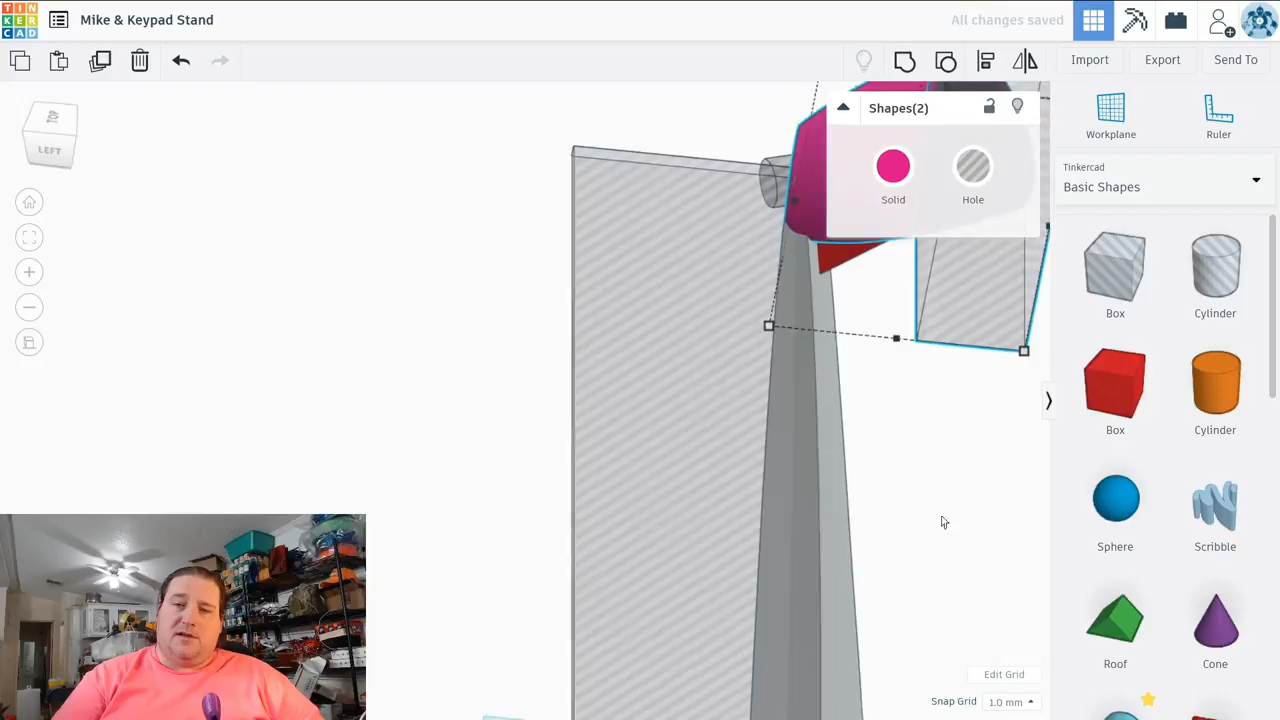 TIN
KER
CAD
Mike & Keypad Stand
All changes saved
Import
Export
Send To
TOP
LEFT
Shapes(2)
Solid
Hole
Workplane
Ruler
Tinkercad
Basic Shapes
Box
Cylinder
Box
Cylinder
Sphere
Scribble
Roof
Cone
Edit Grid
Snap Grid
1.0 mm